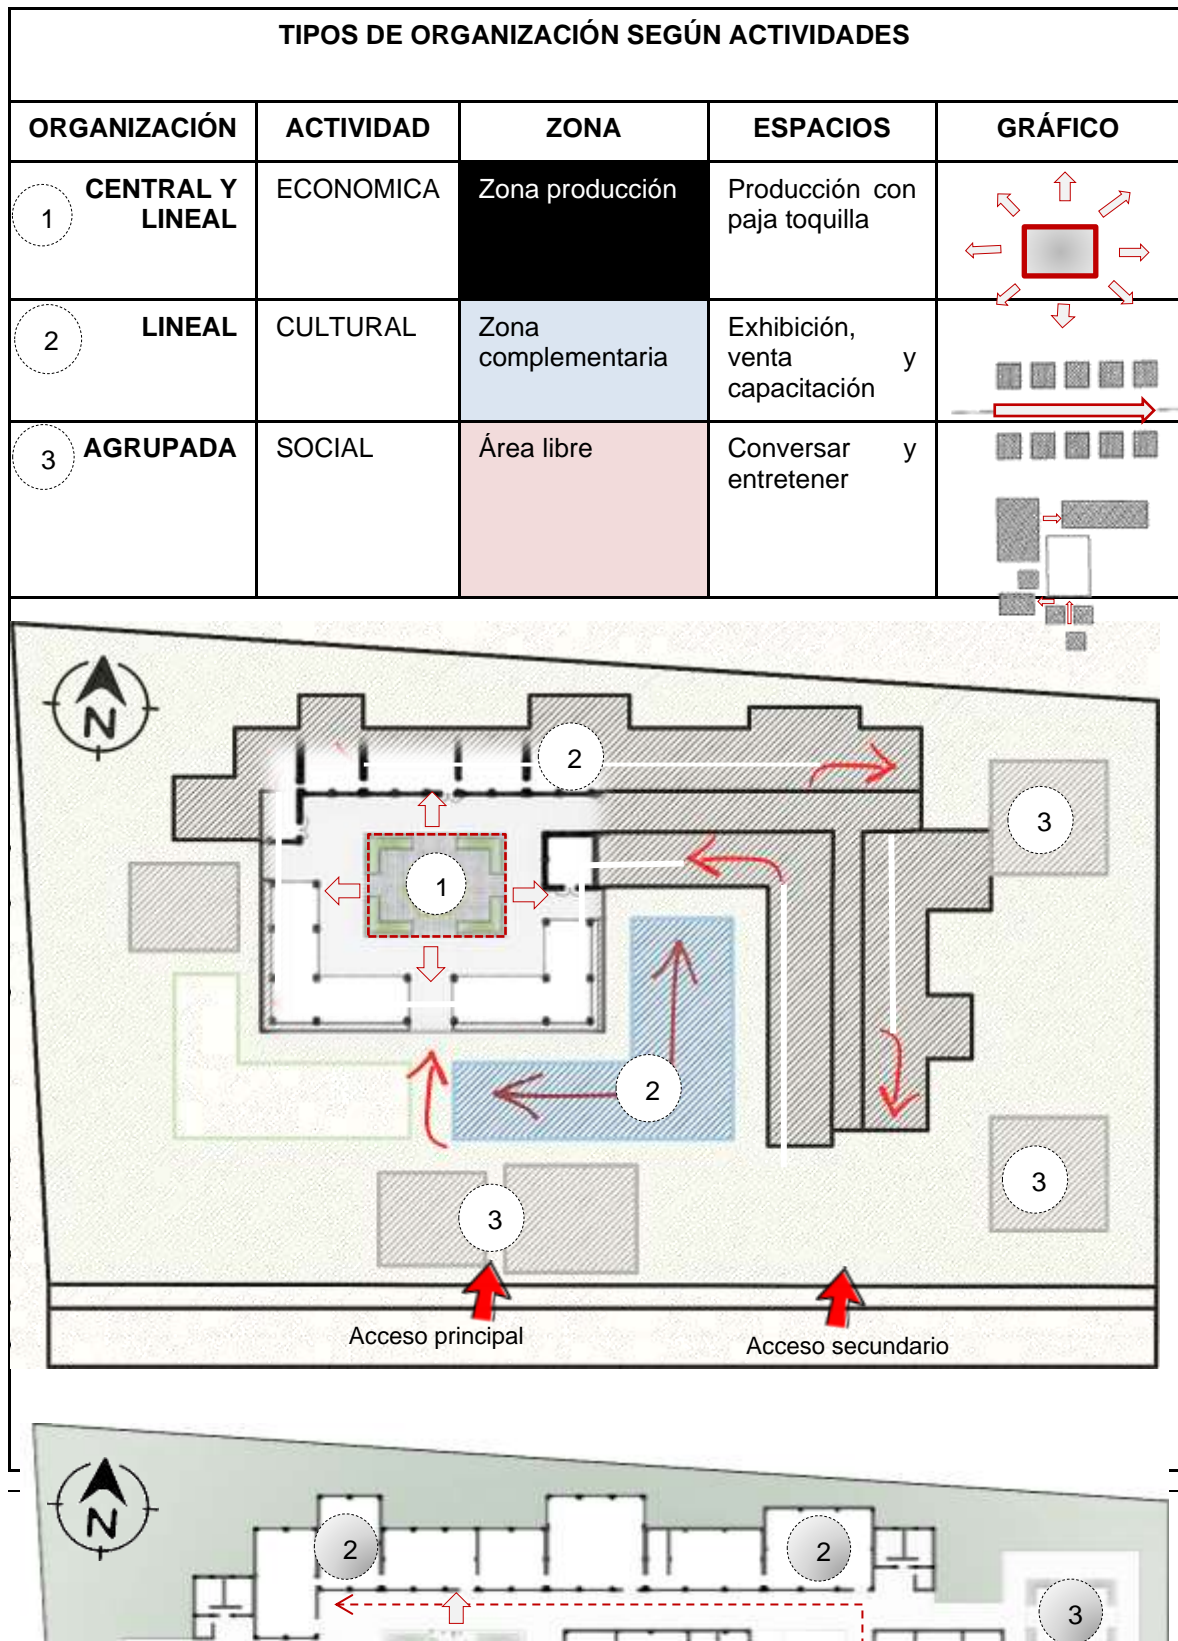 TIPOS DE ORGANIZACIÓN SEGÚN ACTIVIDADES
ORGANIZACIÓN ACTIVIDAD ZONA ESPACIOS GRÁFICO
1 CENTRAL Y LINEAL
ECONOMICA
Zona producción
Producción con
paja toquilla
2 LINEAL
CULTURAL
Zona
complementaria
Exhibición,
venta y
capacitación
3 AGRUPADA
SOCIAL
Área libre
Conversar y
entretener
N
2
3
1
2
3
3
Acceso principal
Acceso secundario
N
2
2
3